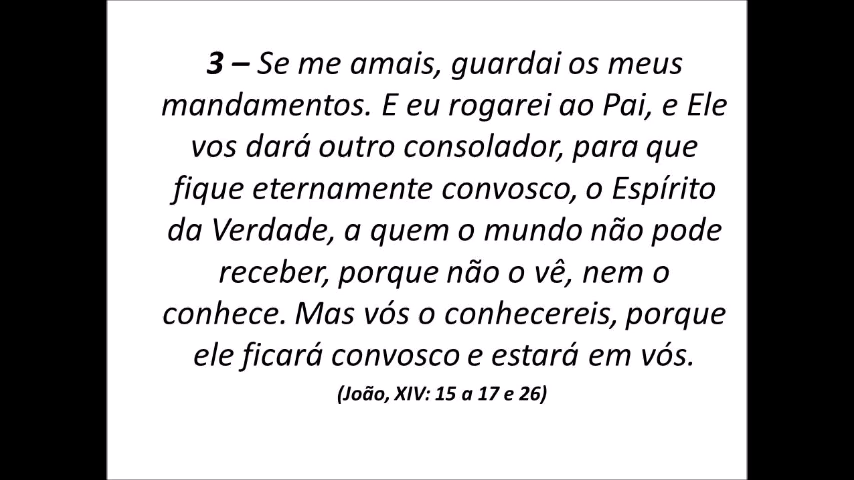 3 – Se me amais, guardai os meus
mandamentos. E eu rogarei ao Pai, e Ele
vos dará outro consolador, para que
fique eternamente convosco, o Espírito
da Verdade, a quem o mundo não pode
receber, porque não o vê, nem o
conhece. Mas vós o conhecereis, porque
ele ficará convosco e estará em vós.
(João, XIV: 15 a 17 e 26)